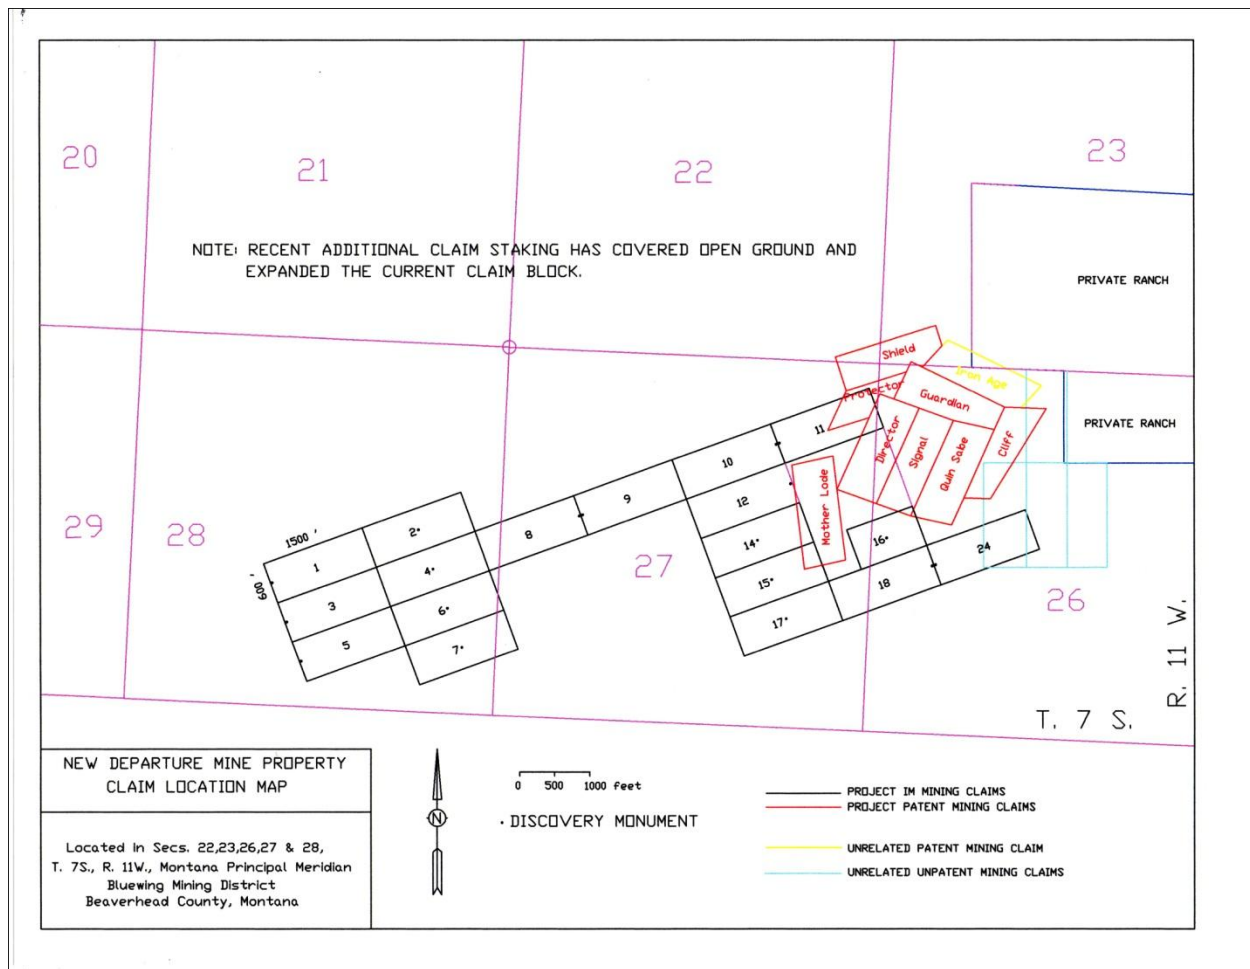 20
21
22
23
NOTE: RECENT ADDITIONAL CLAIM STAKING HAS COVERED OPEN GROUND AND
EXPANDED THE CURRENT CLAIM BLOCK.
PRIVATE RANCH
Shield
Iron Age
Protector
Guardian
PRIVATE RANCH
11
Director
Signal
Quin Sabe
Cliff
10
Mother Lode
9
12
29
28
1500 '
2
8
14
16
24
1
4
27
15
18
600 '
3
6
17
26
5
7
R. 11 W.
T. 7 S.
NEW DEPARTURE MINE PROPERTY
CLAIM LOCATION MAP
Located in Secs. 22,23,26,27 & 28,
T. 7S., R. 11W., Montana Principal Meridian
Bluewing Mining District
Beaverhead County, Montana
N
0 500 1000 feet
. DISCOVERY MONUMENT
PROJECT IM MINING CLAIMS
PROJECT PATENT MINING CLAIMS
UNRELATED PATENT MINING CLAIM
UNRELATED UNPATENT MINING CLAIMS